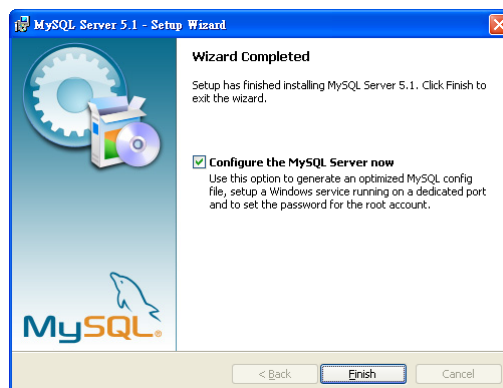 MySQL Server 5.1 - Setup Wizard
Wizard Completed
Setup has finished installing MySQL Server 5.1. Click Finish to
exit the wizard.
Configure the MySQL Server now
Use this option to generate an optimized MySQL config
file, setup a Windows service running on a dedicated port
and to set the password for the root account.
MySQL®
< Back
Finish
Cancel